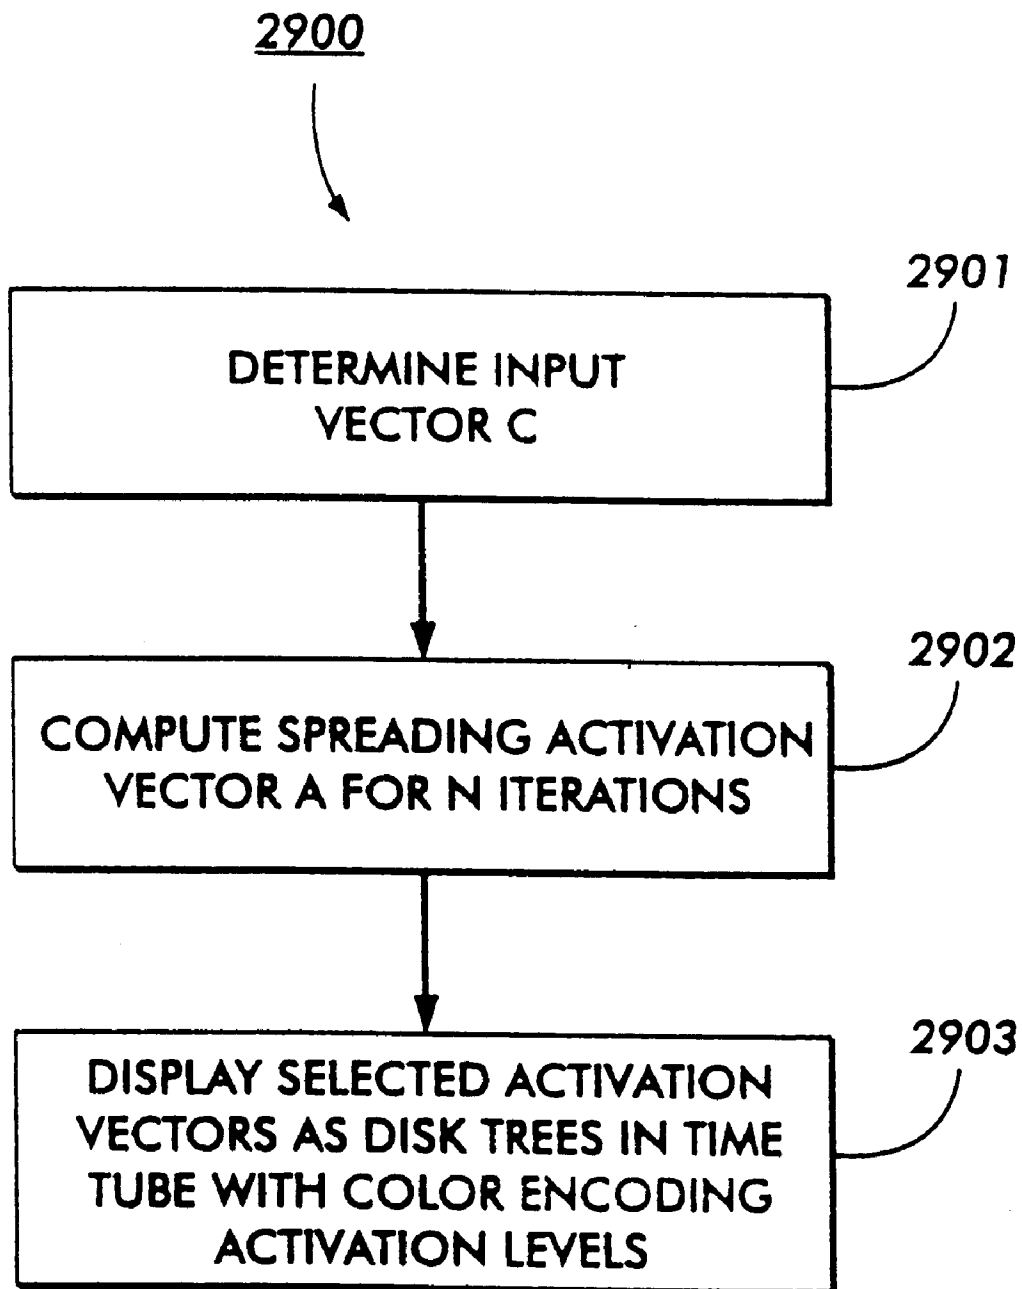 2900
2901
DETERMINE INPUT
VECTOR C
2902
COMPUTE SPREADING ACTIVATION
VECTOR A FOR N ITERATIONS
2903
DISPLAY SELECTED ACTIVATION
VECTORS AS DISK TREES IN TIME
TUBE WITH COLOR ENCODING
ACTIVATION LEVELS